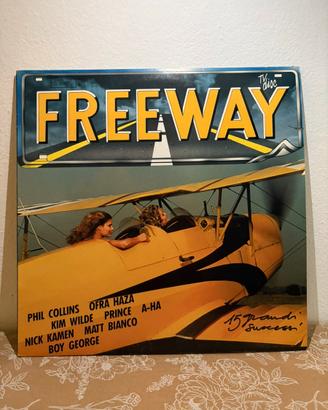 TV disc
FREEWAY
PHIL COLLINS OFRA HAZA
KIM WILDE PRINCE A-HA
NICK KAMEN MATT BIANCO
BOY GEORGE
15 grandi
successi